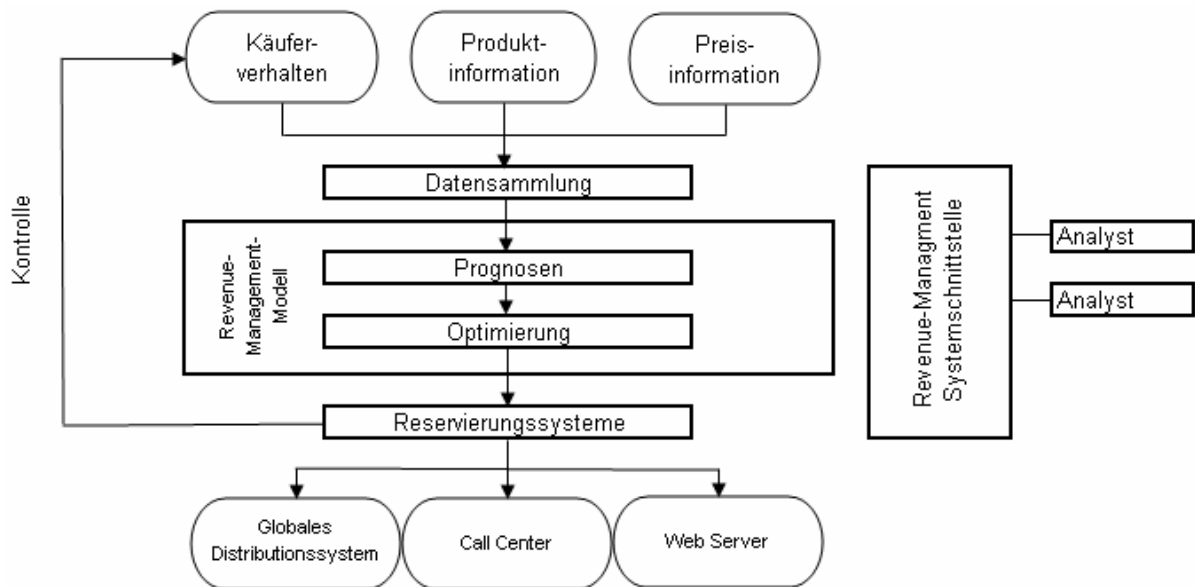 Käufer-
verhalten
Produkt-
information
Preis-
information
Datensammlung
Kontrolle
Revenue-
Management-
Modell
Prognosen
Optimierung
Reservierungssysteme
Globales
Distributionssystem
Call Center
Web Server
Revenue-Managment
Systemschnittstelle
Analyst
Analyst